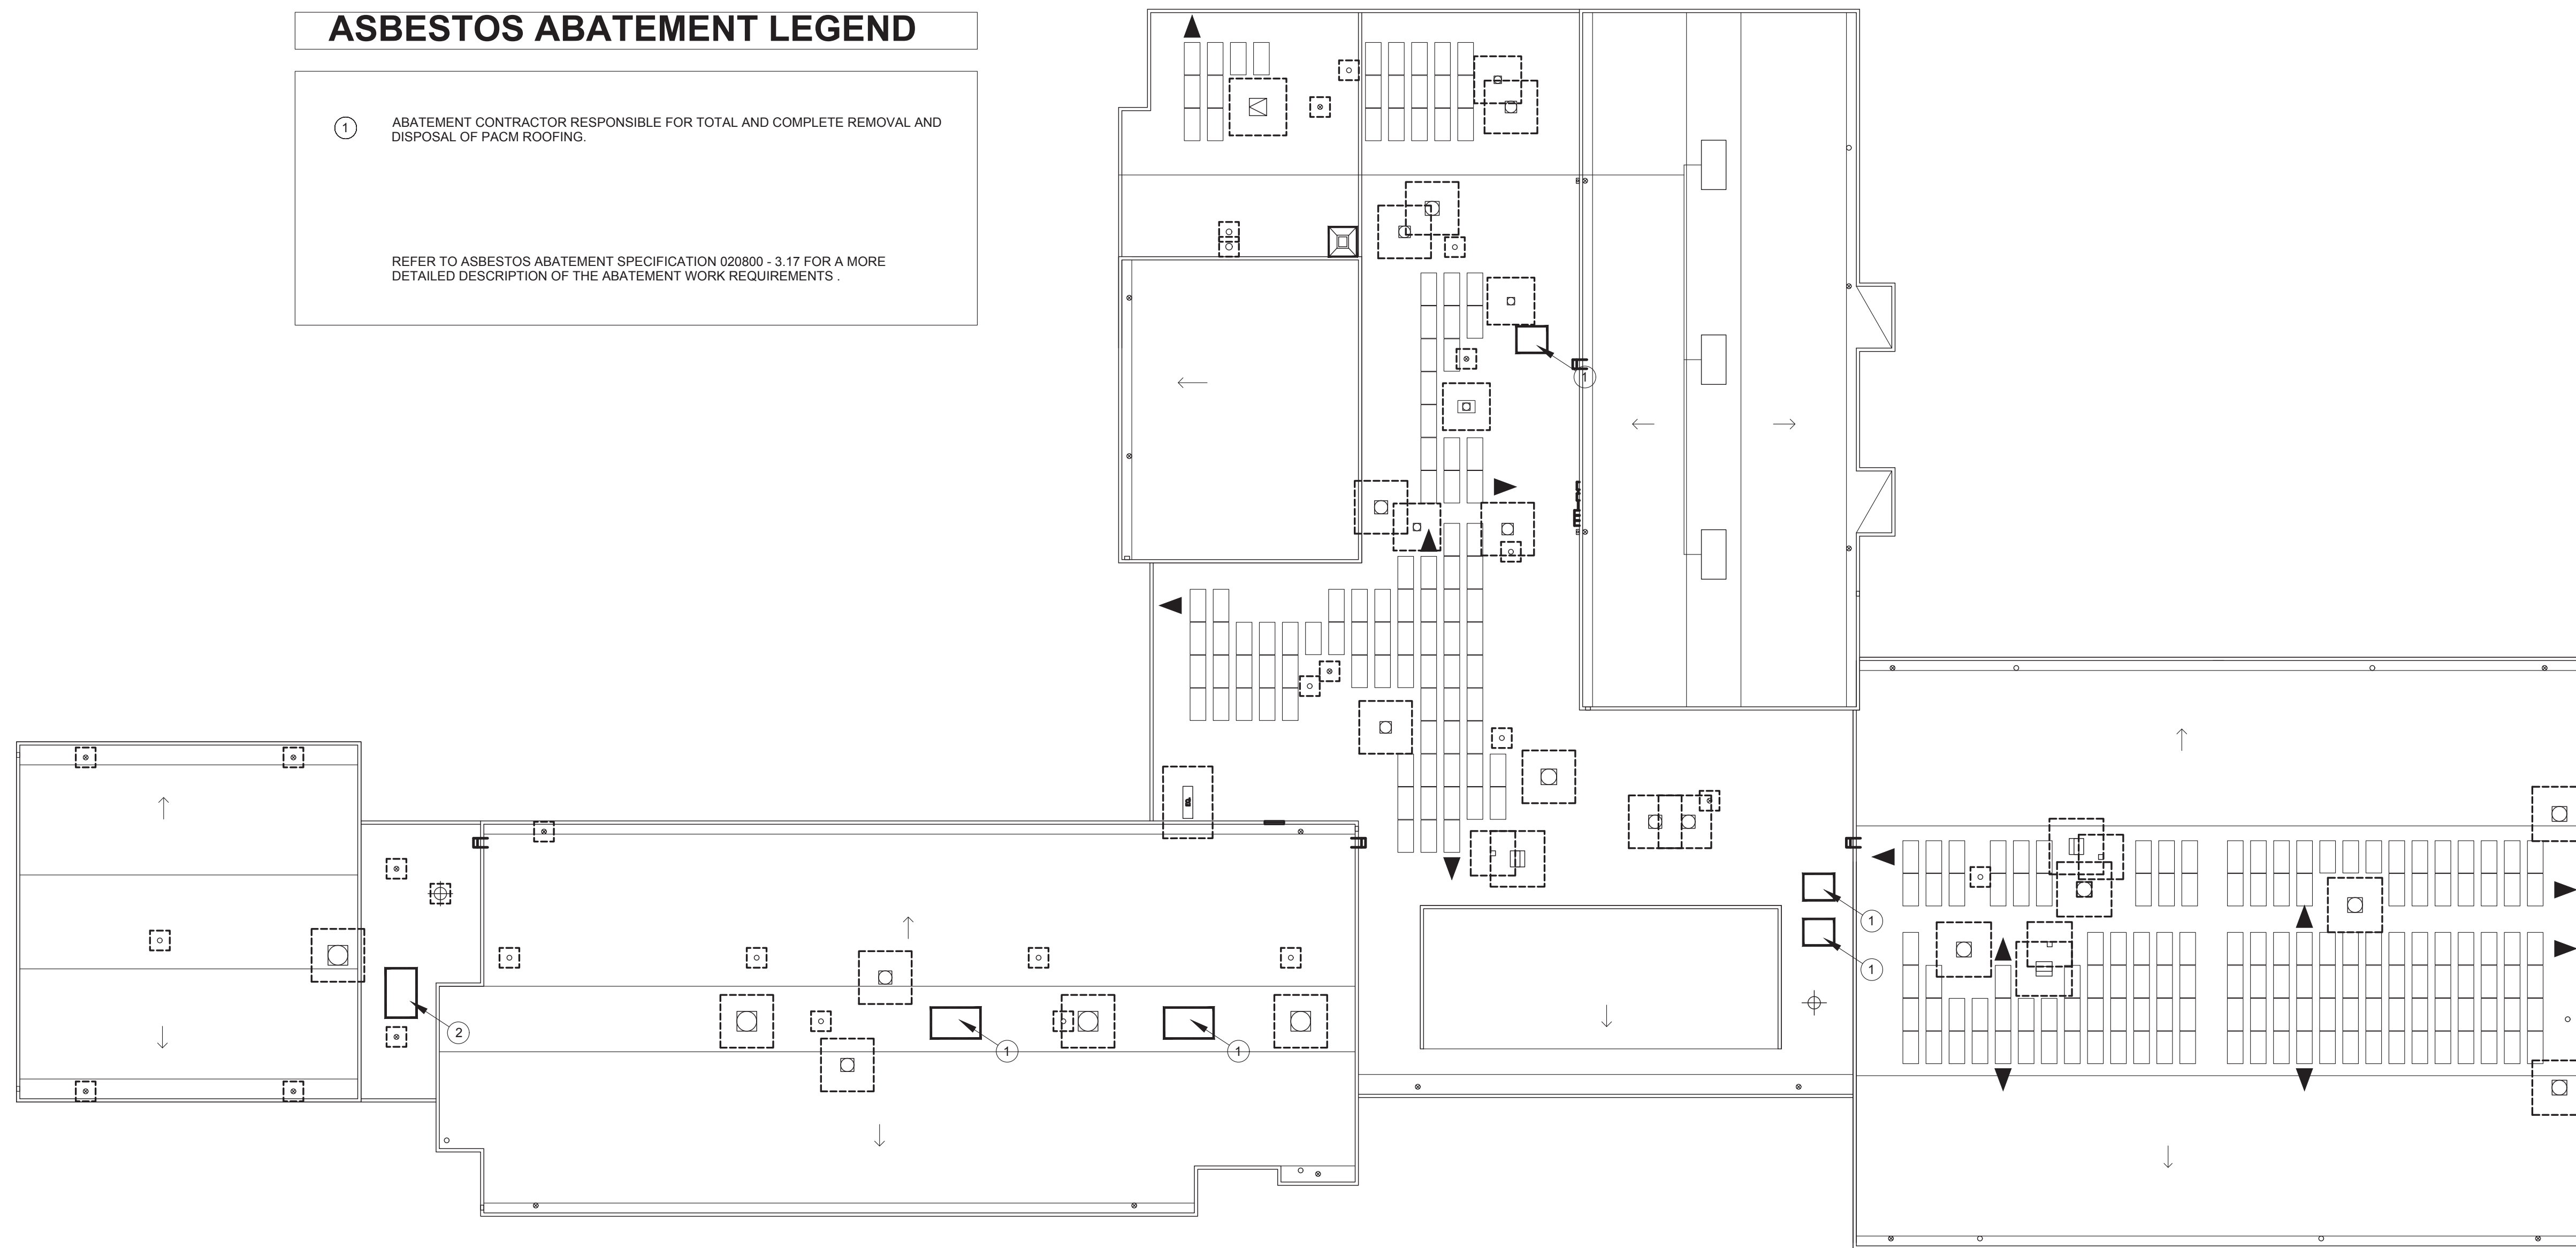 ASBESTOS ABATEMENT LEGEND
1
ABATEMENT CONTRACTOR RESPONSIBLE FOR TOTAL AND COMPLETE REMOVAL AND
DISPOSAL OF PACM ROOFING.
REFER TO ASBESTOS ABATEMENT SPECIFICATION 020800 - 3.17 FOR A MORE
DETAILED DESCRIPTION OF THE ABATEMENT WORK REQUIREMENTS .
1
1
1
2
1
1